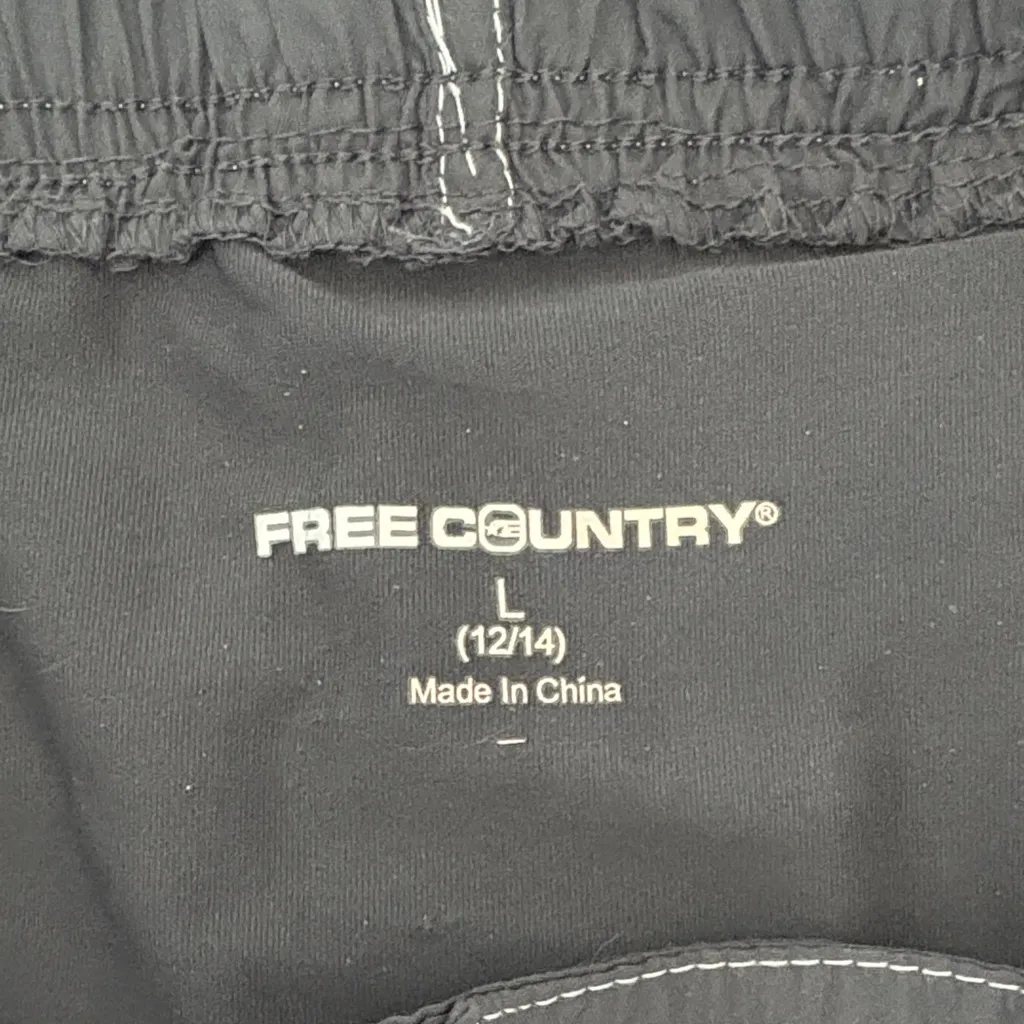 FREE COUNTRY®
L
(12/14)
Made In China